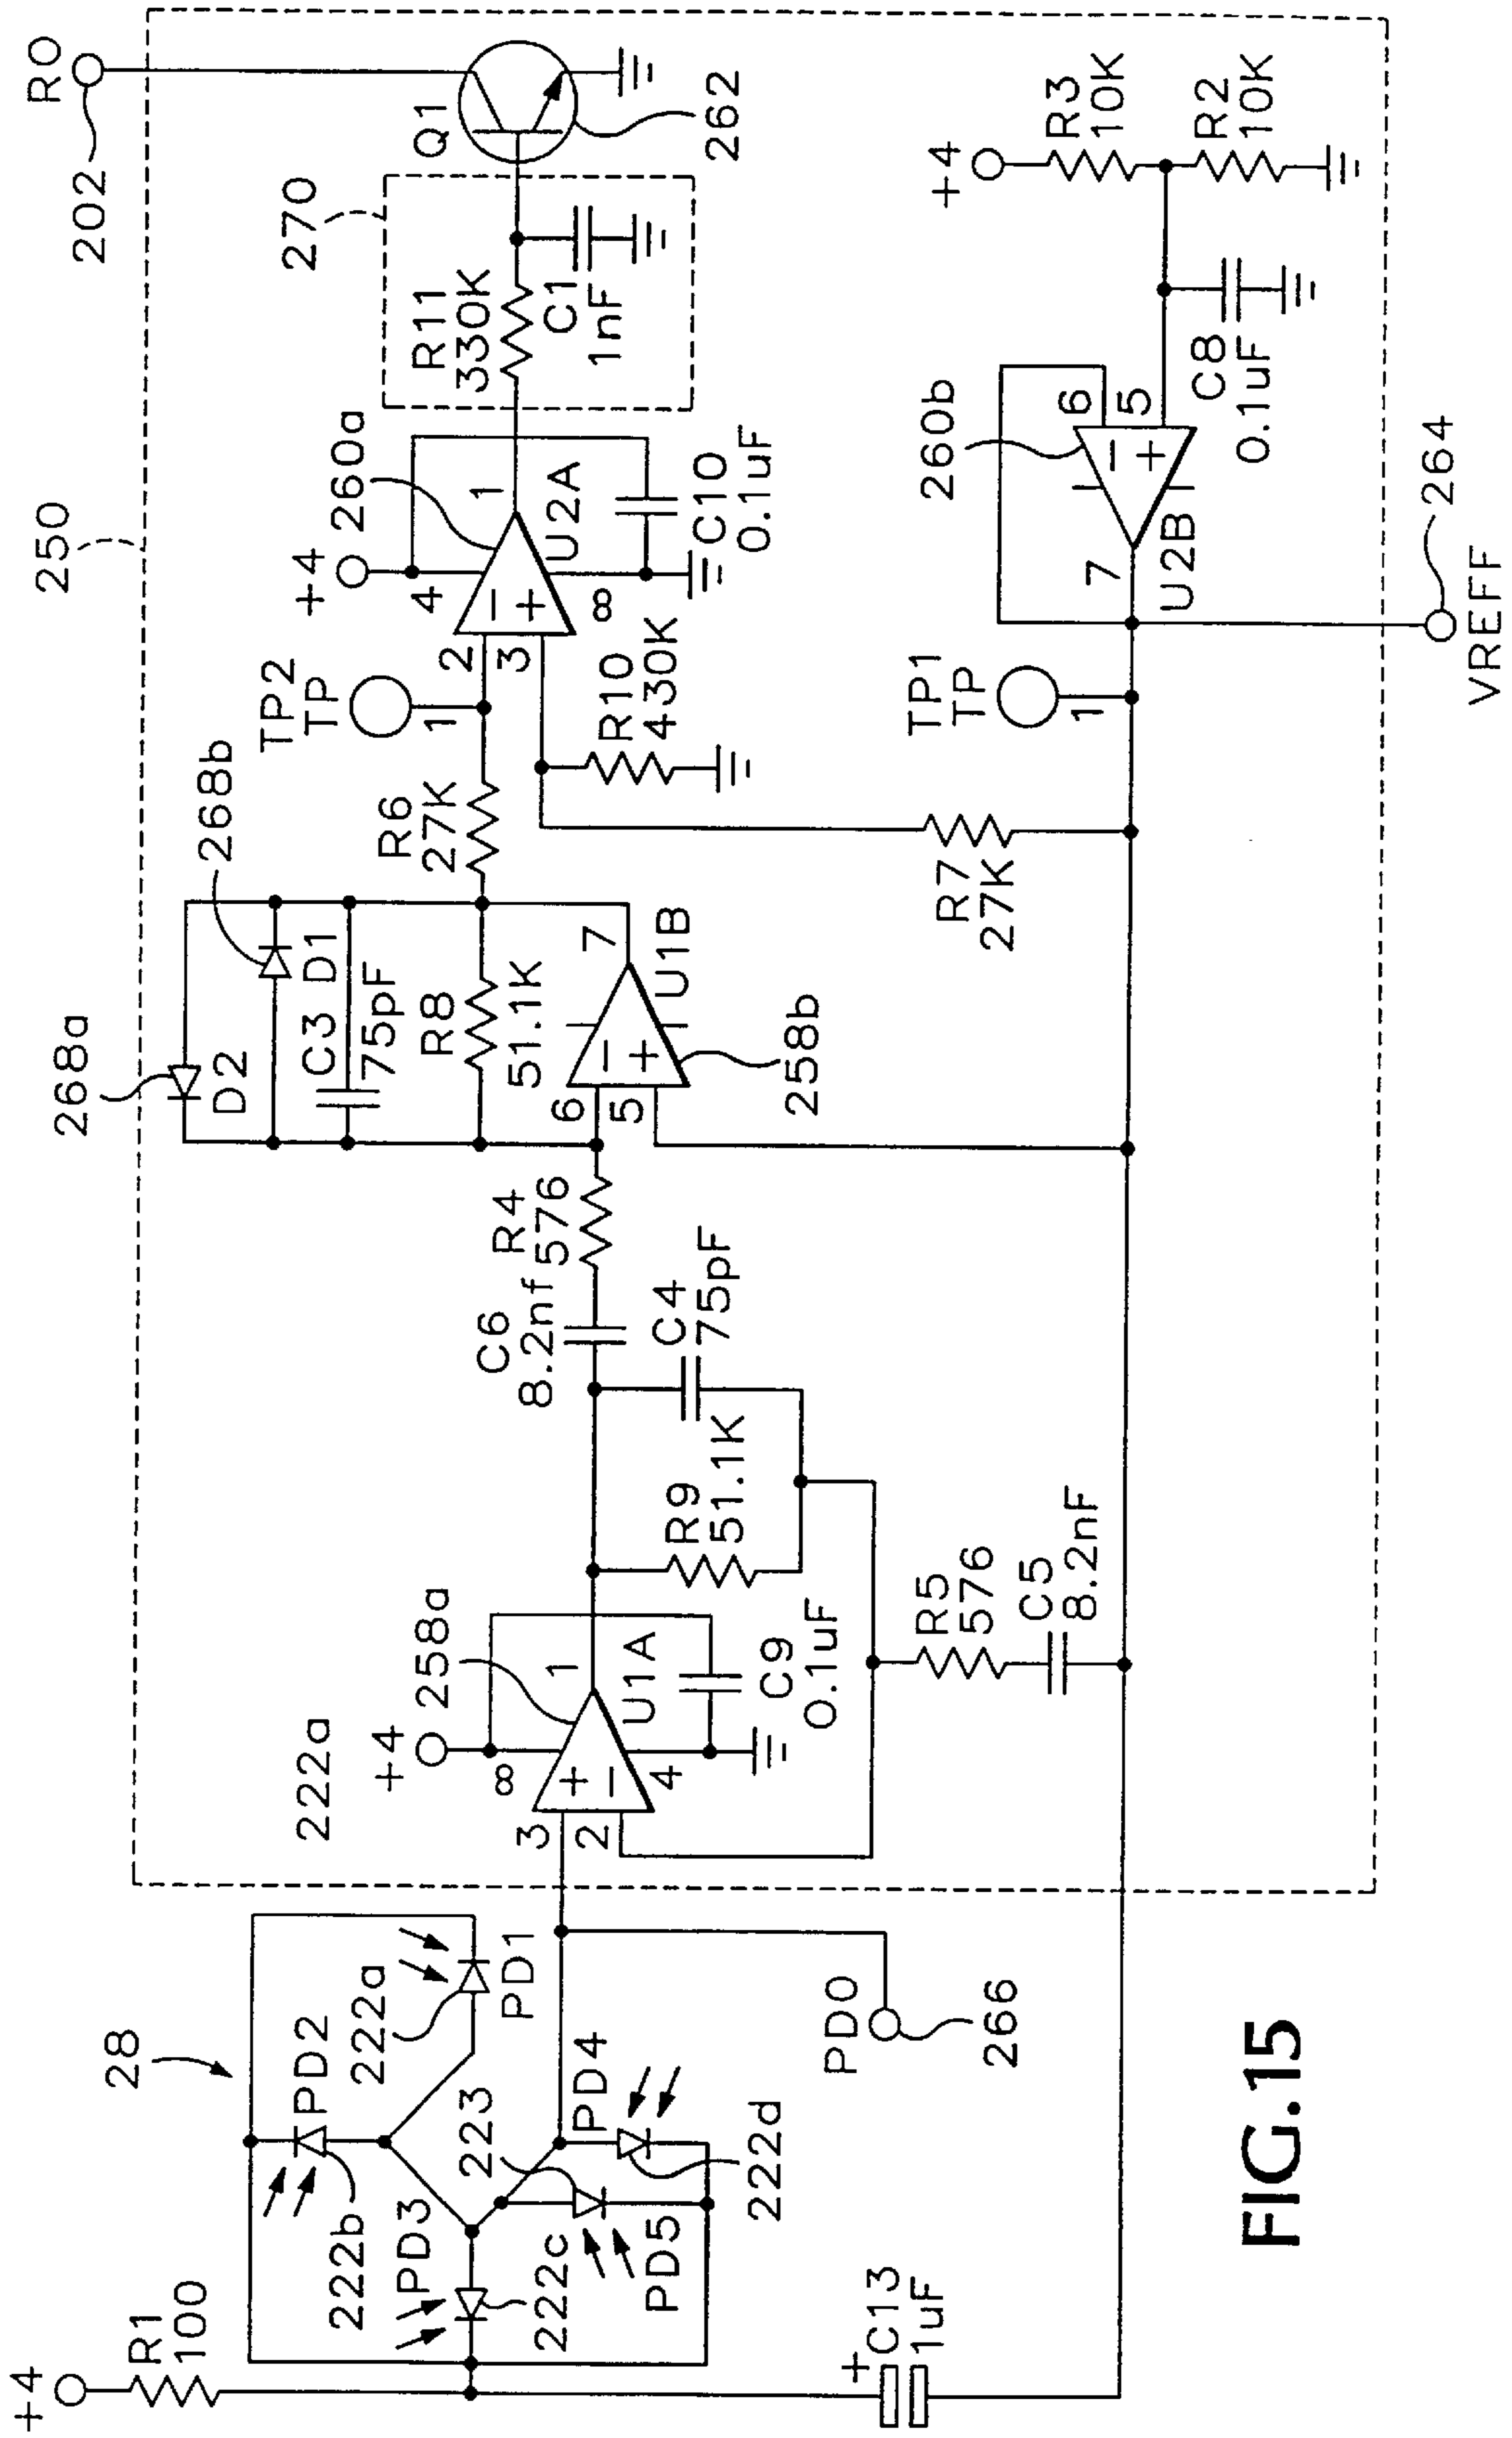 +4
R1
100
28
PD2
222b
222a
PD1
PD3
222c
223
PD4
222d
PD5
PD0
266
+
C13
1uF
222a
+4
258a
8
3
+
2
−
4
1
U1A
C9
0.1uF
R9
51.1K
C4
75pF
R5
576
C5
8.2nF
C6
8.2nf
R4
576
268a
D2
268b
D1
C3
75pF
R8
51.1K
6
−
5
+
7
U1B
258b
250
R6
27K
TP2
TP
1
+4
260a
4
2
−
3
+
8
1
U2A
C10
0.1uF
R10
430K
R7
27K
270
R11
330K
C1
1nF
Q1
262
RO
202
TP1
TP
1
260b
6
−
5
+
7
U2B
C8
0.1uF
+4
R3
10K
R2
10K
264
VREFF
FIG.15